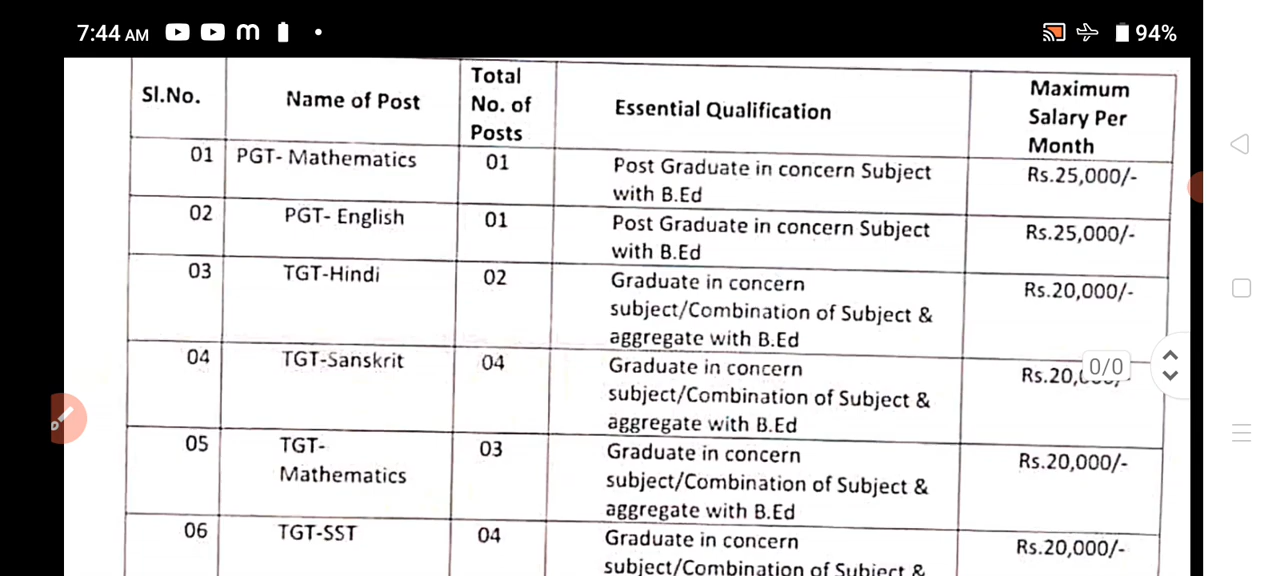 7:44 AM m 94%
Sl.No. Name of Post Total No. of Posts Essential Qualification Maximum Salary Per Month
01 PGT- Mathematics 01 Post Graduate in concern Subject Rs.25,000/-
with B.Ed
02 PGT- English 01 Post Graduate in concern Subject Rs.25,000/-
with B.Ed
03 TGT-Hindi 02 Graduate in concern Rs.20,000/-
subject/Combination of Subject &
aggregate with B.Ed
04 TGT-Sanskrit 04 Graduate in concern
subject/Combination of Subject &
aggregate with B.Ed
0/0
05 TGT- 03 Graduate in concern Rs.20,000/-
Mathematics subject/Combination of Subject &
aggregate with B.Ed
06 TGT-SST 04 Graduate in concern Rs.20,000/-
subject/Combination of Subject &